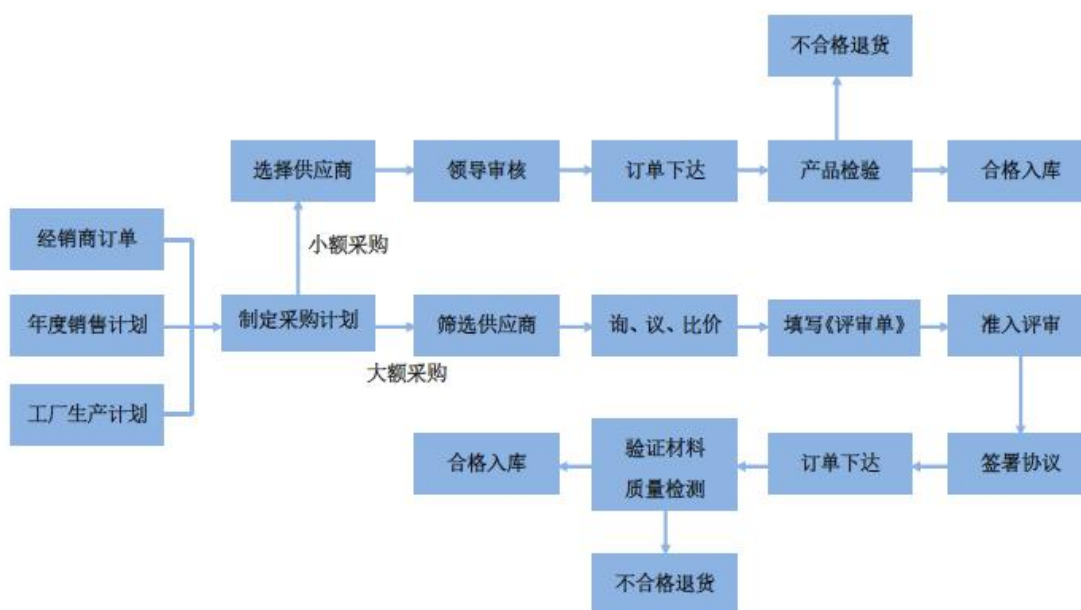 不合格退货
选择供应商
领导审核
订单下达
产品检验
合格入库
经销商订单
小额采购
年度销售计划
制定采购计划
筛选供应商
询、议、比价
填写《评审单》
准入评审
大额采购
工厂生产计划
合格入库
验证材料
质量检测
订单下达
签署协议
不合格退货